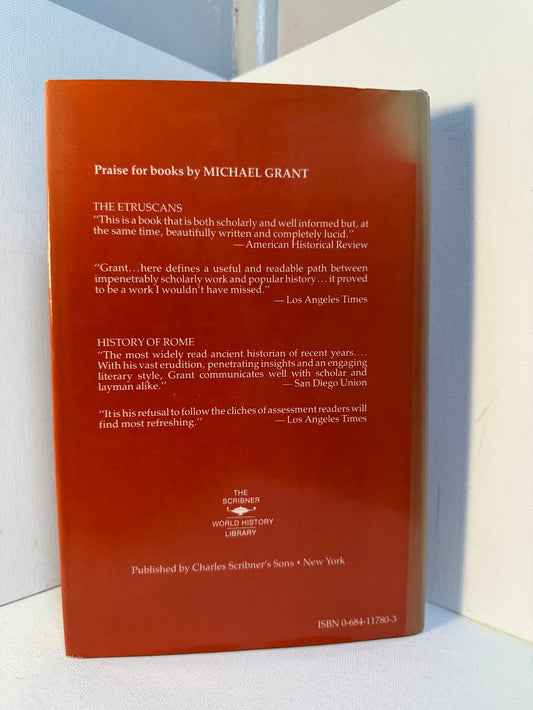 Praise for books by MICHAEL GRANT
THE ETRUSCANS
"This is a book that is both scholarly and well informed but, at
the same time, beautifully written and completely lucid."
— American Historical Review
"Grant...here defines a useful and readable path between
impenetrably scholarly work and popular history...it proved
to be a work I wouldn't have missed."
— Los Angeles Times
HISTORY OF ROME
"The most widely read ancient historian of recent years....
With his vast erudition, penetrating insights and an engaging
literary style, Grant communicates well with scholar and
layman alike." — San Diego Union
"It is his refusal to follow the cliches of assessment readers will
find most refreshing." — Los Angeles Times
THE
SCRIBNER
WORLD HISTORY
LIBRARY
Published by Charles Scribner's Sons • New York
ISBN 0-684-11780-3